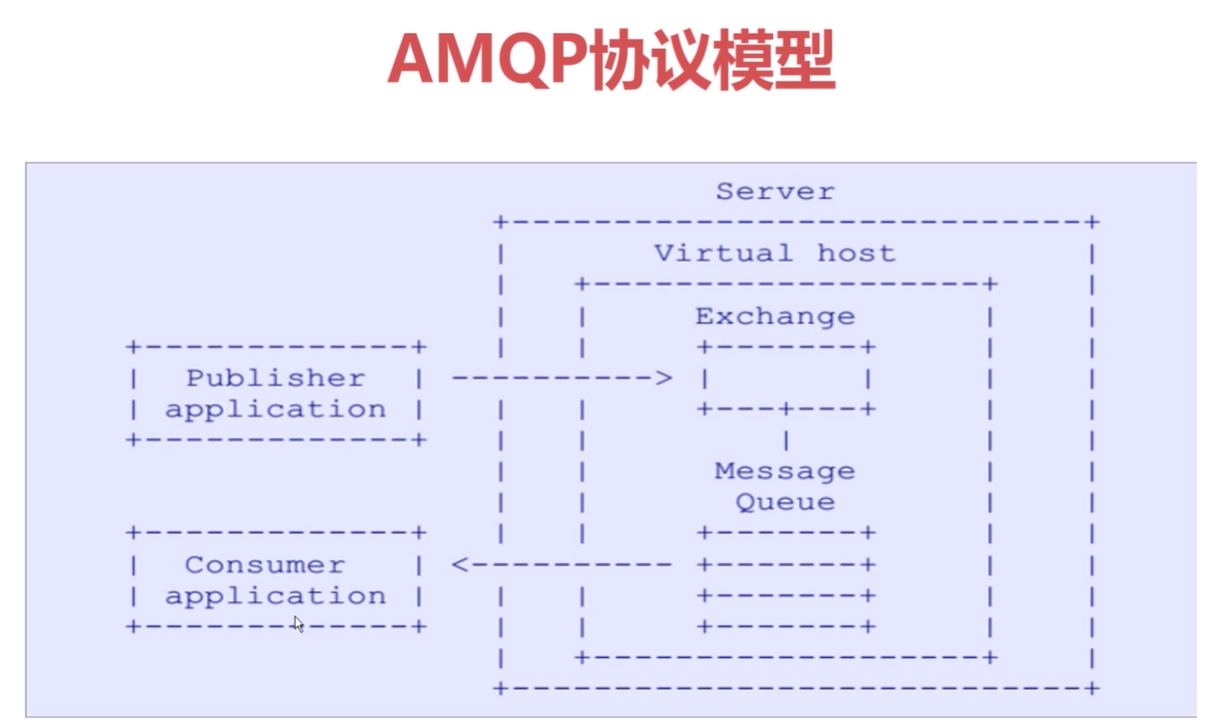 AMQP协议模型
Server
Virtual host
Exchange
Publisher
application
Message
Queue
Consumer
application